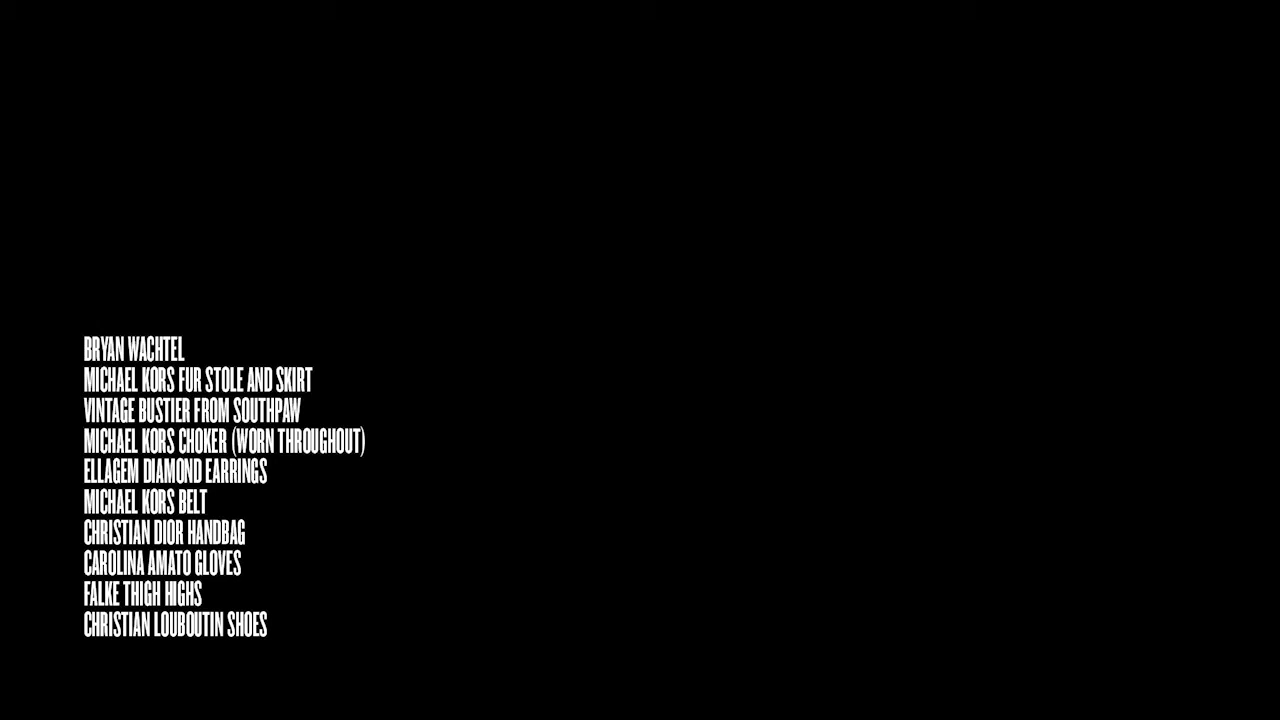 BRYAN WACHTEL
MICHAEL KORS FUR STOLE AND SKIRT
VINTAGE BUSTIER FROM SOUTHPAW
MICHAEL KORS CHOKER (WORN THROUGHOUT)
ELLAGEM DIAMOND EARRINGS
MICHAEL KORS BELT
CHRISTIAN DIOR HANDBAG
CAROLINA AMATO GLOVES
FALKE THIGH HIGHS
CHRISTIAN LOUBOUTIN SHOES